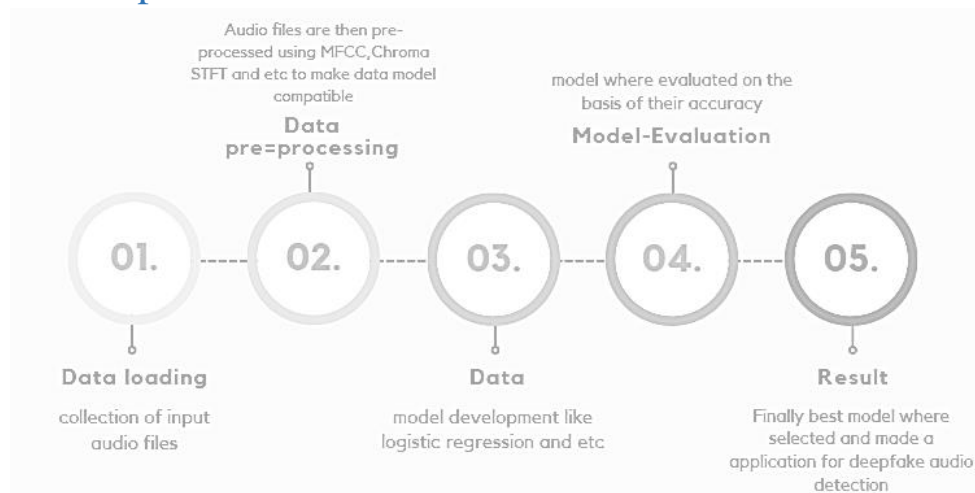 Audio files are then pre-
processed using MFCC,Chroma
STFT and etc to make data model
compatible
Data
pre=processing
model where evaluated on the
basis of their accuracy
Model-Evaluation
01.
02.
03.
04.
05.
Data loading
collection of input
audio files
Data
model development like
logistic regression and etc
Result
Finally best model where
selected and made a
application for deepfake audio
detection